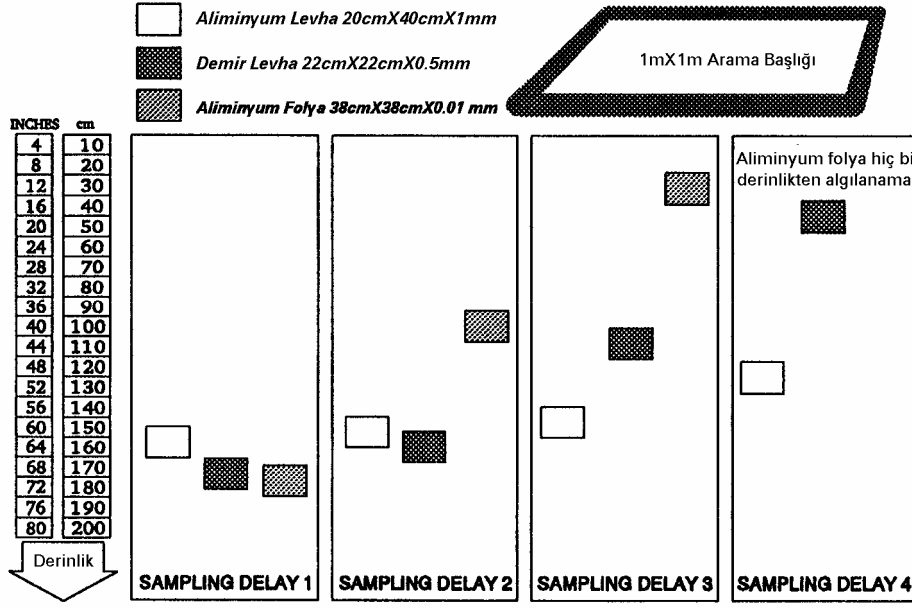 Aliminyum Levha 20cmX40cmX1mm
Demir Levha 22cmX22cmX0.5mm
Aliminyum Folya 38cmX38cmX0.01 mm
1mX1m Arama Başlığı
INCHES cm
4 10
8 20
12 30
16 40
20 50
24 60
28 70
32 80
36 90
40 100
44 110
48 120
52 130
56 140
60 150
64 160
68 170
72 180
76 190
80 200
Derinlik
SAMPLING DELAY 1
SAMPLING DELAY 2
SAMPLING DELAY 3
Aliminyum folya hiç bi
derinlikten algılanama
SAMPLING DELAY 4